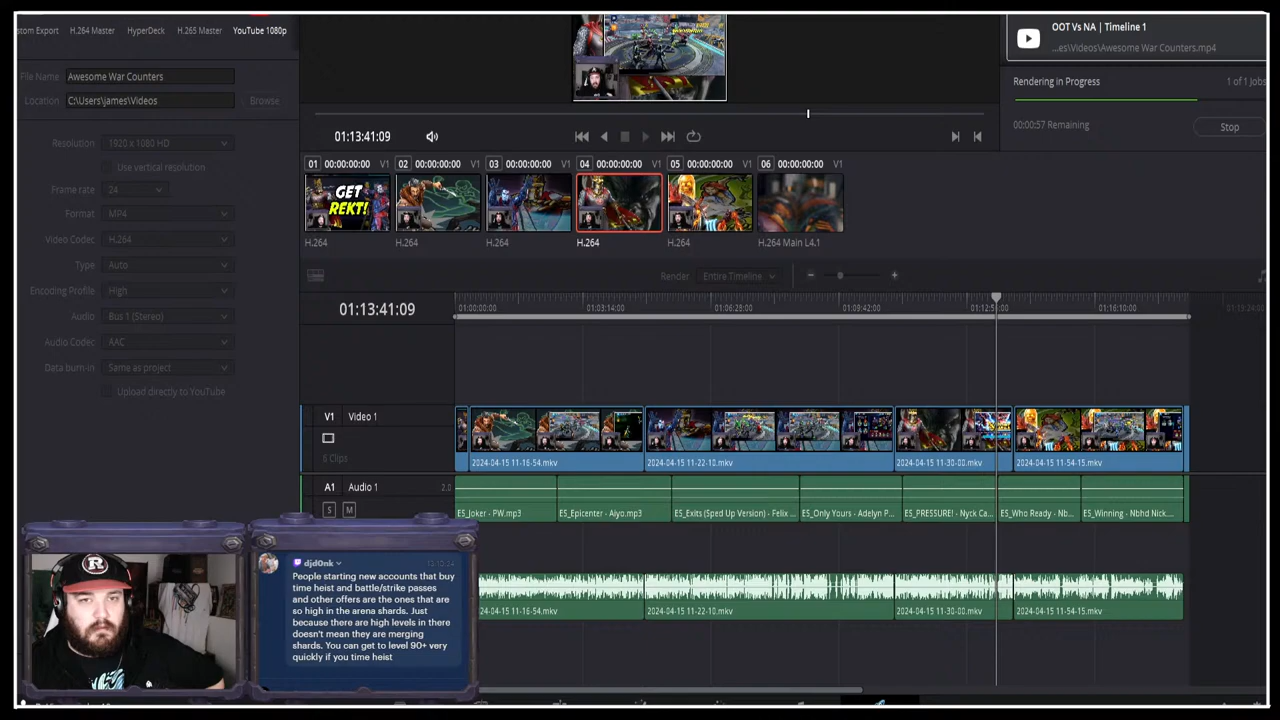 stom Export H.264 Master HyperDeck H.265 Master YouTube 1080p
File Name Awesome War Counters
Location C:\Users\james\Videos Browse
Resolution 1920 x 1080 HD
Use vertical resolution
Frame rate 24
Format MP4
Video Codec H.264
Type Auto
Encoding Profile High
Audio Bus 1 (Stereo)
Audio Codec AAC
Data burn-in Same as project
Upload directly to YouTube
01:13:41:09
OOT Vs NA | Timeline 1
...es\Videos\Awesome War Counters.mp4
Rendering in Progress 1 of 1 Jobs
00:00:57 Remaining Stop
01 00:00:00:00 V1 02 00:00:00:00 V1 03 00:00:00:00 V1 04 00:00:00:00 V1 05 00:00:00:00 V1 06 00:00:00:00 V1
GET
REKT!
H.264 H.264 H.264 H.264 H.264 H.264 Main L4.1
Render Entire Timeline
01:13:41:09
01:00:00:00 01:03:14:00 01:06:28:00 01:09:42:00 01:16:10:00
V1 Video 1
6 Clips
2024-04-15 11-16-54.mkv 2024-04-15 11-22-10.mkv 2024-04-15 11-30-00.mkv 2024-04-15 11-54-15.mkv
A1 Audio 1 2.0
S M
ES_Joker - PW.mp3 ES_Epicenter - Aiyo.mp3 ES_Exits (Sped Up Version) - Felix ... ES_Only Yours - Adelyn P... ES_PRESSURE! - Nyck Ca... ES_Who Ready - Nb... ES_Winning - Nbhd Nick....
2024-04-15 11-16-54.mkv 2024-04-15 11-22-10.mkv 2024-04-15 11-30-00.mkv 2024-04-15 11-54-15.mkv
djd0nk
People starting new accounts that buy
time heist and battle/strike passes
and other offers are the ones that are
so high in the arena shards. Just
because there are high levels in there
doesn't mean they are merging
shards. You can get to level 90+ very
quickly if you time heist